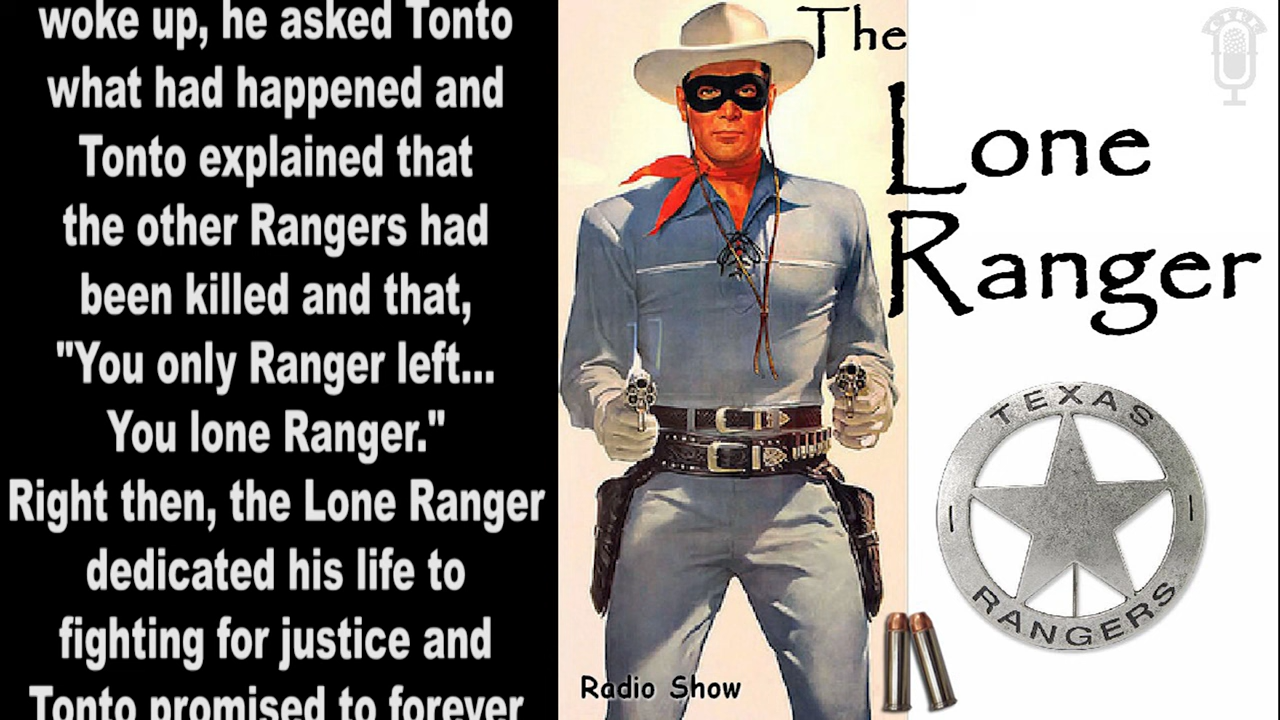 woke up, he asked Tonto
what had happened and
Tonto explained that
the other Rangers had
been killed and that,
"You only Ranger left...
You lone Ranger."
Right then, the Lone Ranger
dedicated his life to
fighting for justice and
Tonto promised to forever
The
Lone
Ranger
TEXAS
RANGERS
Radio Show